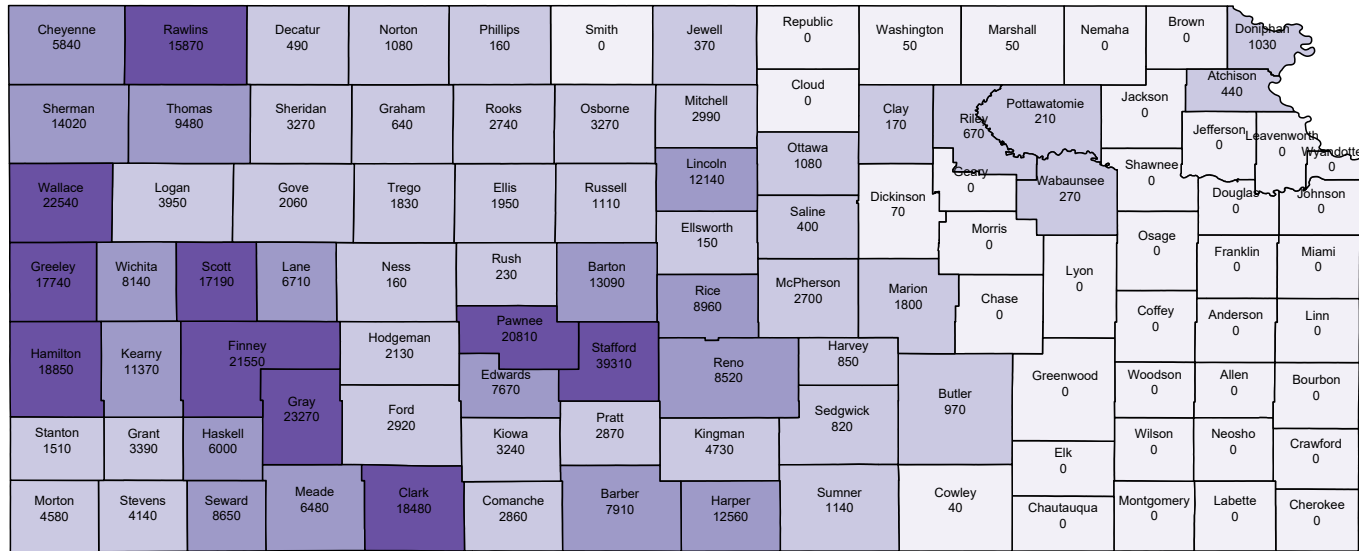 Cheyenne
5840
Rawlins
15870
Decatur
490
Norton
1080
Phillips
160
Smith
0
Jewell
370
Republic
0
Washington
50
Marshall
50
Nemaha
0
Brown
0
Doniphan
1030
Cloud
0
Atchison
440
Sherman
14020
Thomas
9480
Sheridan
3270
Graham
640
Rooks
2740
Osborne
3270
Mitchell
2990
Clay
170
Riley
670
Pottawatomie
210
Jackson
0
Jefferson
0
Leavenworth
0
Wyandotte
0
Ottawa
1080
Lincoln
12140
Wallace
22540
Logan
3950
Gove
2060
Trego
1830
Ellis
1950
Russell
1110
Dickinson
70
Geary
0
Wabaunsee
270
Shawnee
0
Douglas
0
Johnson
0
Ellsworth
150
Saline
400
Morris
0
Osage
0
Franklin
0
Miami
0
Greeley
17740
Wichita
8140
Scott
17190
Lane
6710
Ness
160
Rush
230
Barton
13090
Rice
8960
McPherson
2700
Marion
1800
Chase
0
Lyon
0
Coffey
0
Anderson
0
Linn
0
Hamilton
18850
Kearny
11370
Finney
21550
Hodgeman
2130
Pawnee
20810
Stafford
39310
Reno
8520
Harvey
850
Gray
23270
Edwards
7670
Butler
970
Greenwood
0
Woodson
0
Allen
0
Bourbon
0
Ford
2920
Pratt
2870
Sedgwick
820
Stanton
1510
Grant
3390
Haskell
6000
Kiowa
3240
Kingman
4730
Elk
0
Wilson
0
Neosho
0
Crawford
0
Morton
4580
Stevens
4140
Seward
8650
Meade
6480
Clark
18480
Comanche
2860
Barber
7910
Harper
12560
Sumner
1140
Cowley
40
Chautauqua
0
Montgomery
0
Labette
0
Cherokee
0